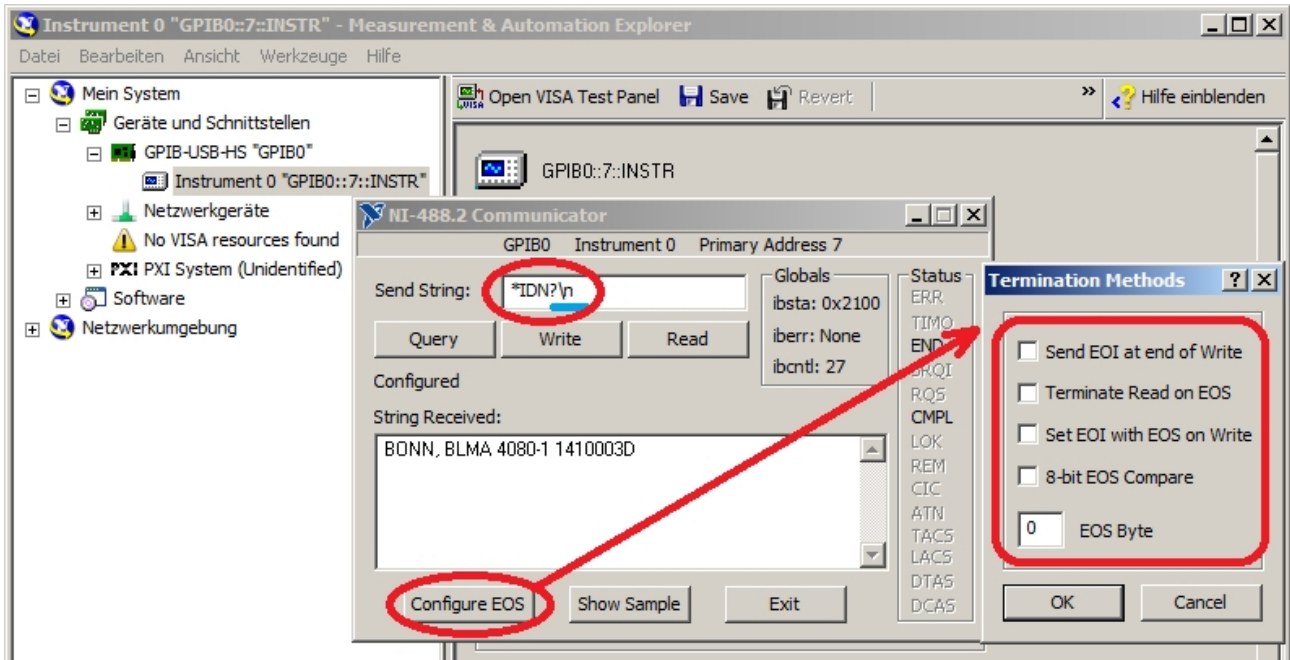 Instrument 0 "GPIB0::7::INSTR" - Measurement & Automation Explorer
Datei Bearbeiten Ansicht Werkzeuge Hilfe
Mein System
Geräte und Schnittstellen
GPIB-USB-HS "GPIB0"
Instrument 0 "GPIB0::7::INSTR"
Netzwerkgeräte
No VISA resources found
PXI PXI System (Unidentified)
Software
Netzwerkumgebung
VISA Open VISA Test Panel Save Revert » Hilfe einblenden
GPIB0::7::INSTR
NI-488.2 Communicator
GPIB0 Instrument 0 Primary Address 7
Send String: *IDN?\n
Query Write Read
Configured
String Received:
BONN, BLMA 4080-1 1410003D
Configure EOS Show Sample Exit
Globals
ibsta: 0x2100
iberr: None
ibcntl: 27
Status
ERR
TIMO
END
SRQI
RQS
CMPL
LOK
REM
CIC
ATN
TACS
LACS
DTAS
DCAS
Termination Methods
Send EOI at end of Write
Terminate Read on EOS
Set EOI with EOS on Write
8-bit EOS Compare
0 EOS Byte
OK Cancel